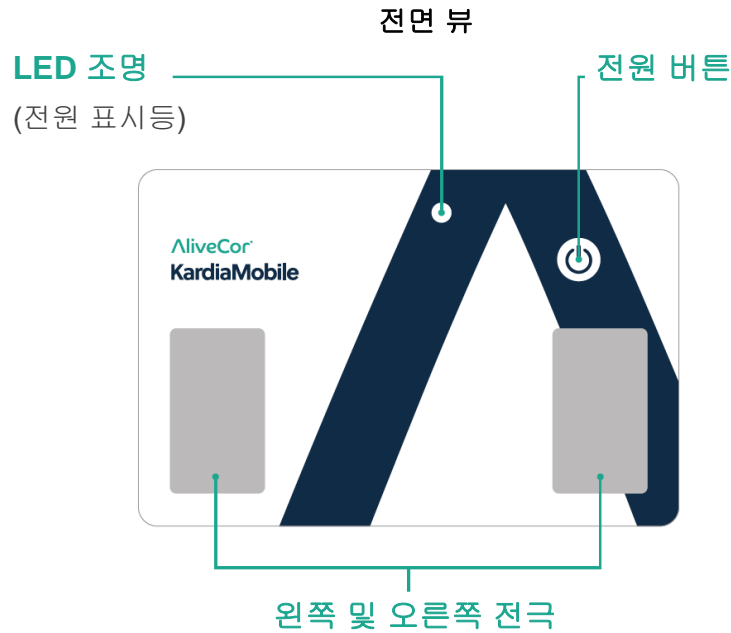 전면 뷰
LED 조명
전원 버튼
(전원 표시등)
AliveCor
KardiaMobile
왼쪽 및 오른쪽 전극